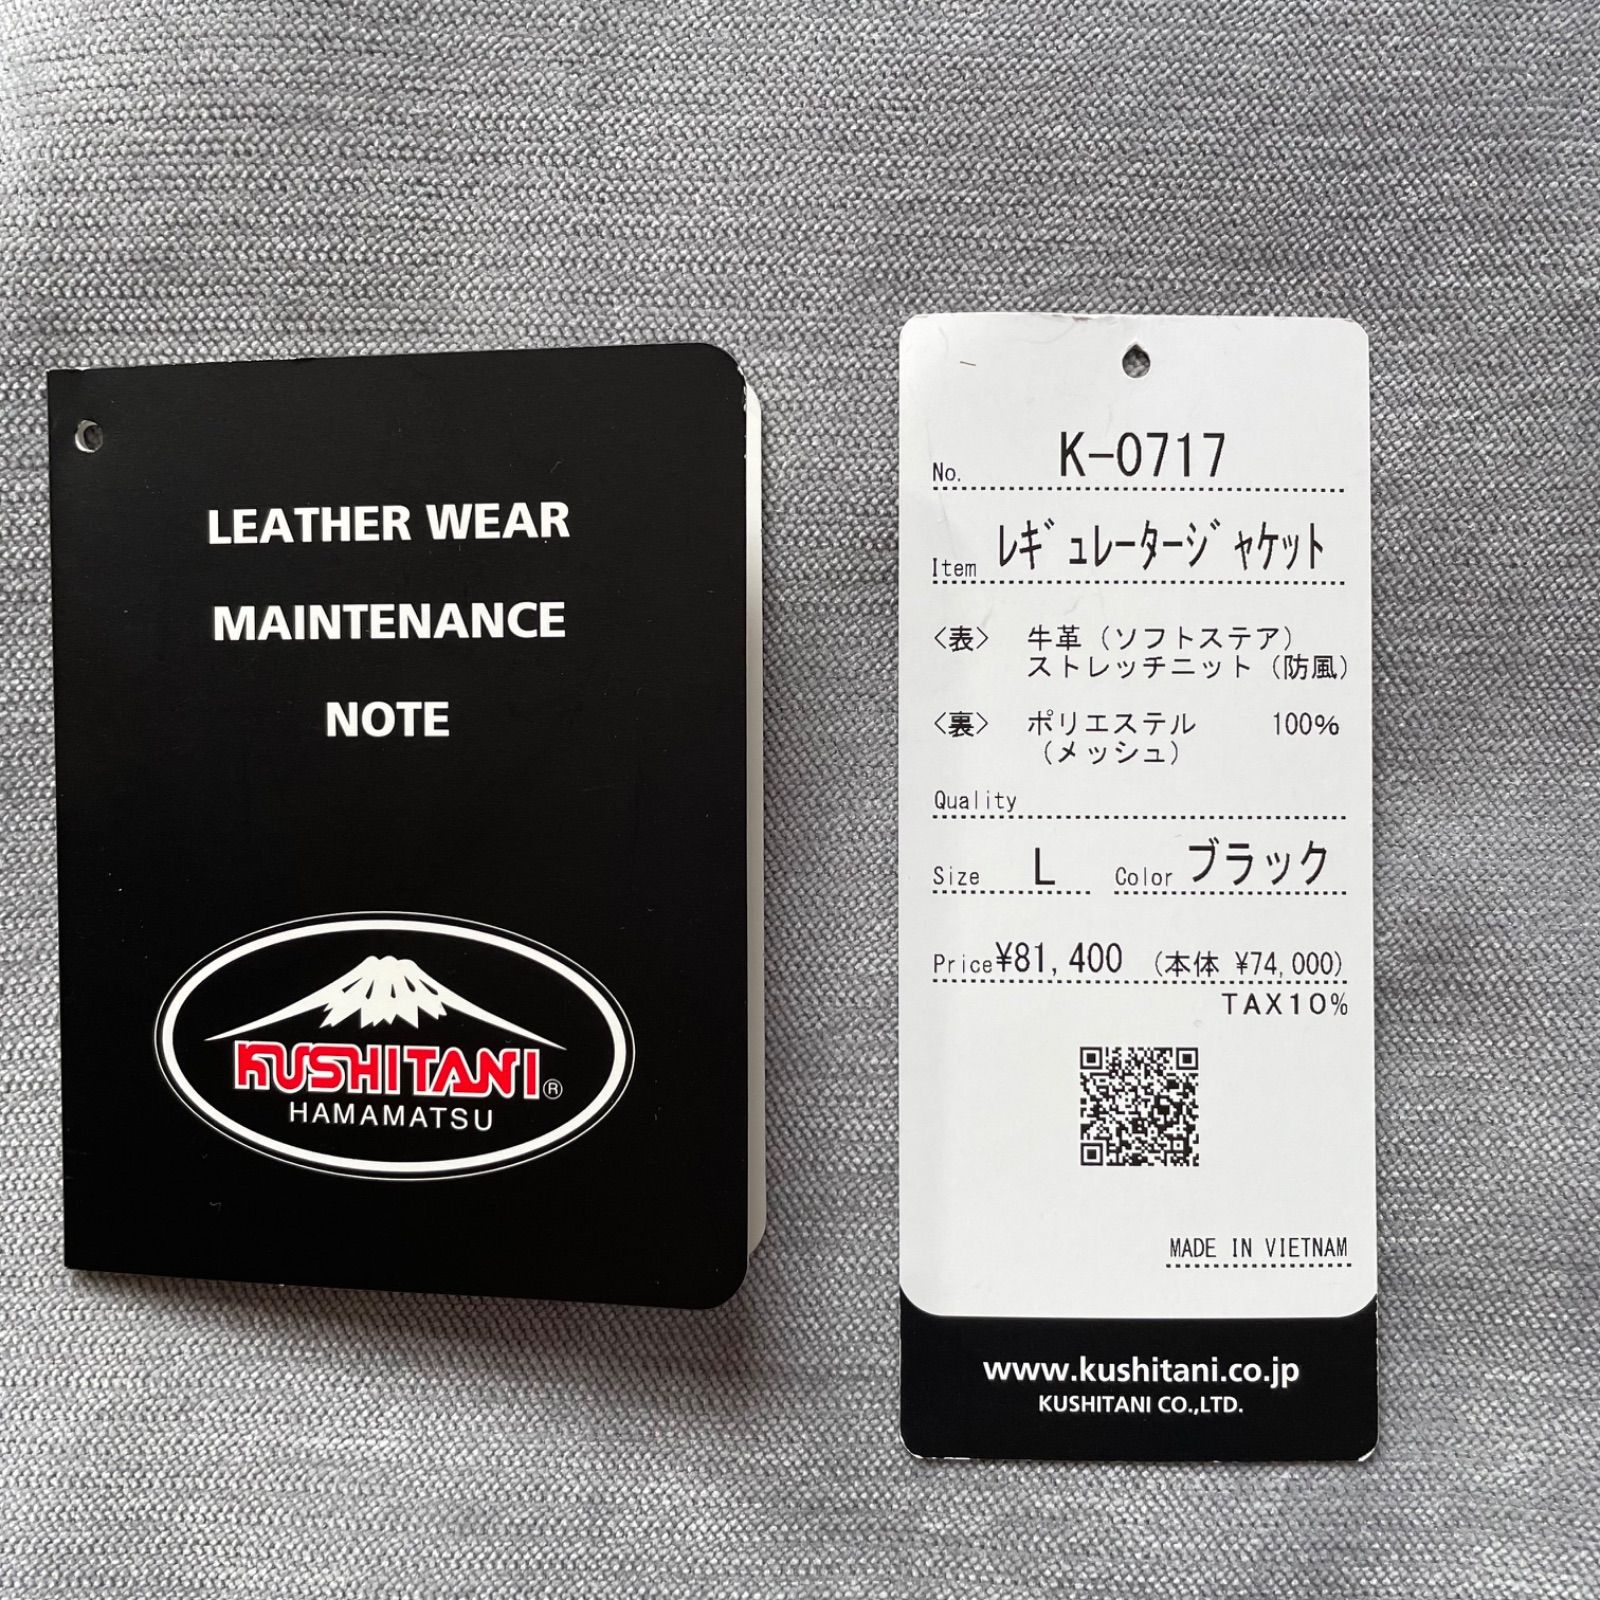 LEATHER WEAR
MAINTENANCE
NOTE
KUSHITANI®
HAMAMATSU
No. K-0717
Item ﾚｷﾞｭﾚｰﾀｰｼﾞｬｹｯﾄ
<表> 牛革(ソフトステア)
ストレッチニット(防風)
<裏> ポリエステル 100%
(メッシュ)
Quality
Size L Color ブラック
Price ¥81,400 (本体 ¥74,000)
TAX10%
MADE IN VIETNAM
www.kushitani.co.jp
KUSHITANI CO.,LTD.